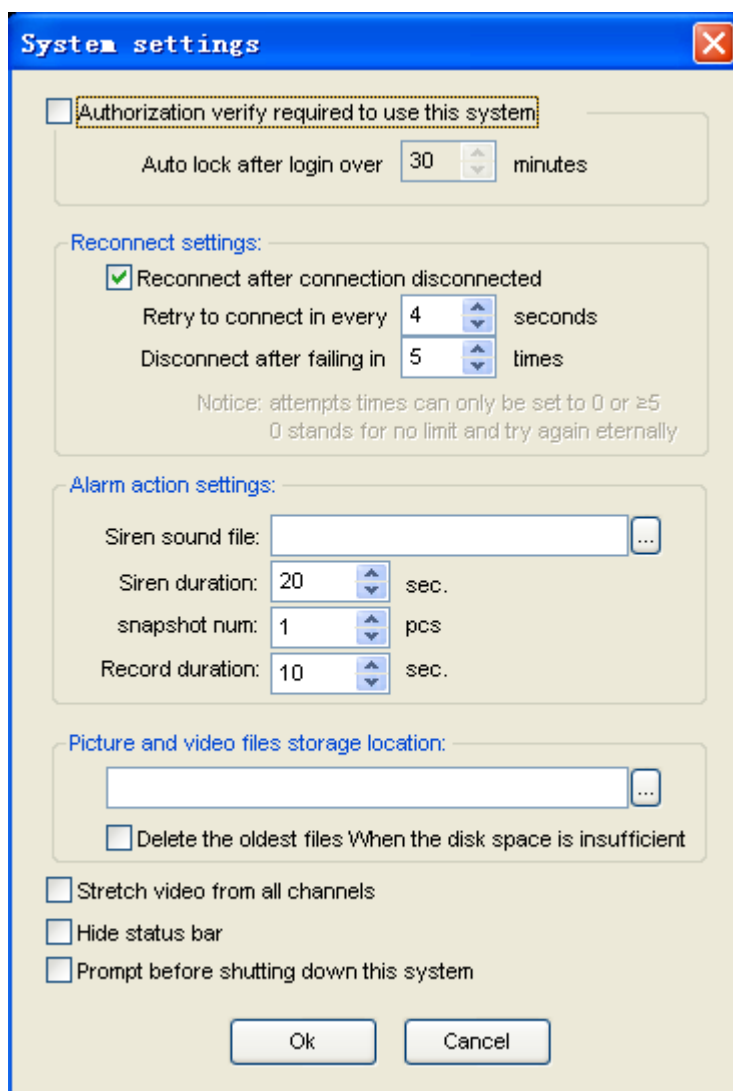 System settings
Authorization verify required to use this system
Auto lock after login over 30 minutes
Reconnect settings:
Reconnect after connection disconnected
Retry to connect in every 4 seconds
Disconnect after failing in 5 times
Notice: attempts times can only be set to 0 or ≥5
0 stands for no limit and try again eternally
Alarm action settings:
Siren sound file: ...
Siren duration: 20 sec.
snapshot num: 1 pcs
Record duration: 10 sec.
Picture and video files storage location:
...
Delete the oldest files When the disk space is insufficient
Stretch video from all channels
Hide status bar
Prompt before shutting down this system
Ok Cancel